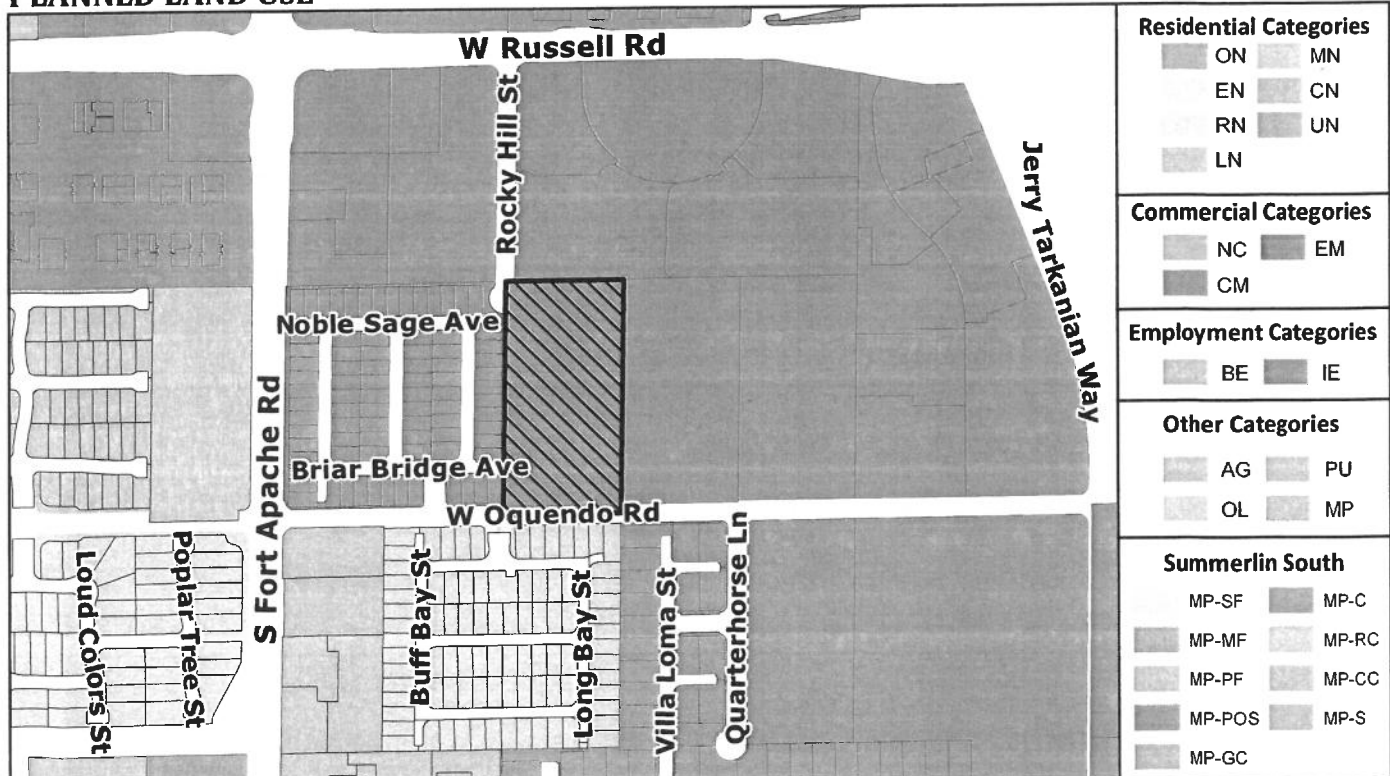 PLANNED LAND USE
W Russell Rd
Rocky Hill St
Jerry Tarkanian Way
Noble Sage Ave
S Fort Apache Rd
Briar Bridge Ave
W Oquendo Rd
Loud Colors St
Poplar Tree St
Buff Bay St
Long Bay St
Villa Loma St
Quarterhorse Ln
Residential Categories
ON MN
EN CN
RN UN
LN
Commercial Categories
NC EM
CM
Employment Categories
BE IE
Other Categories
AG PU
OL MP
Summerlin South
MP-SF MP-C
MP-MF MP-RC
MP-PF MP-CC
MP-POS MP-S
MP-GC